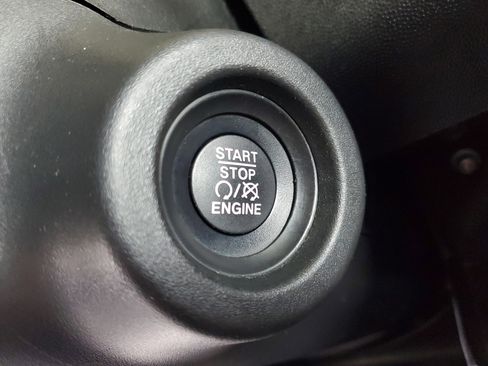 START
STOP
/
ENGINE